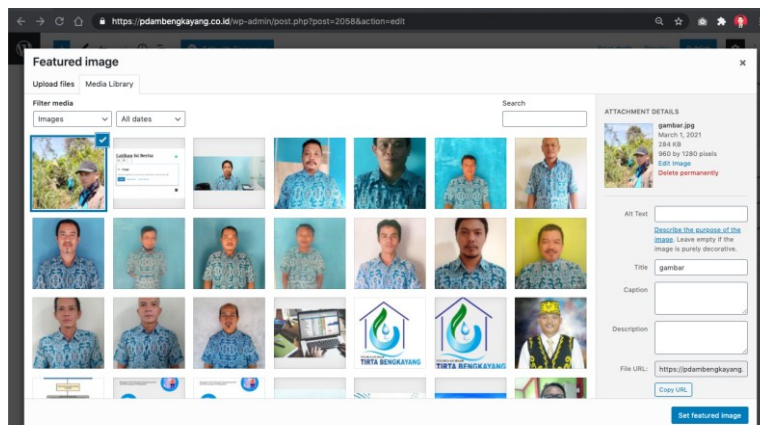 https://pdambengkayang.co.id/wp-admin/post.php?post=2058&action=edit
Featured image
Upload files
Media Library
Filter media
Images
All dates
Search
ATTACHMENT DETAILS
gambar.jpg
March 1, 2021
284 KB
960 by 1280 pixels
Edit Image
Delete permanently
Alt Text
Describe the purpose of the
image. Leave empty if the
image is purely decorative.
Title
gambar
Caption
Description
File URL:
https://pdambengkayang.
Copy URL
Latihan Isi Berita
TIRTA BENGKAYANG
TIRTA BENGKAYANG
Set featured image